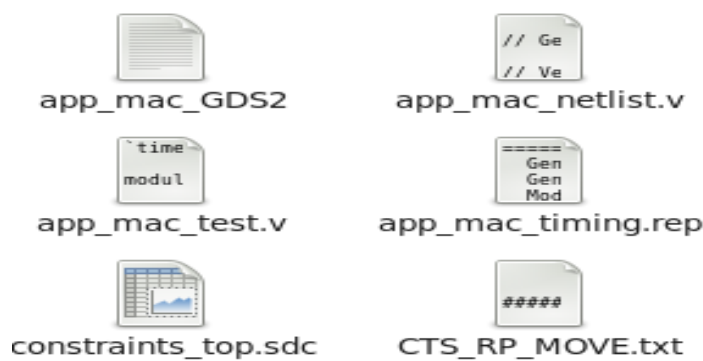 // Ge
// Ve
app_mac_GDS2
app_mac_netlist.v
`time
modul
=====
Gen
Gen
Mod
app_mac_test.v
app_mac_timing.rep
#####
constraints_top.sdc
CTS_RP_MOVE.txt